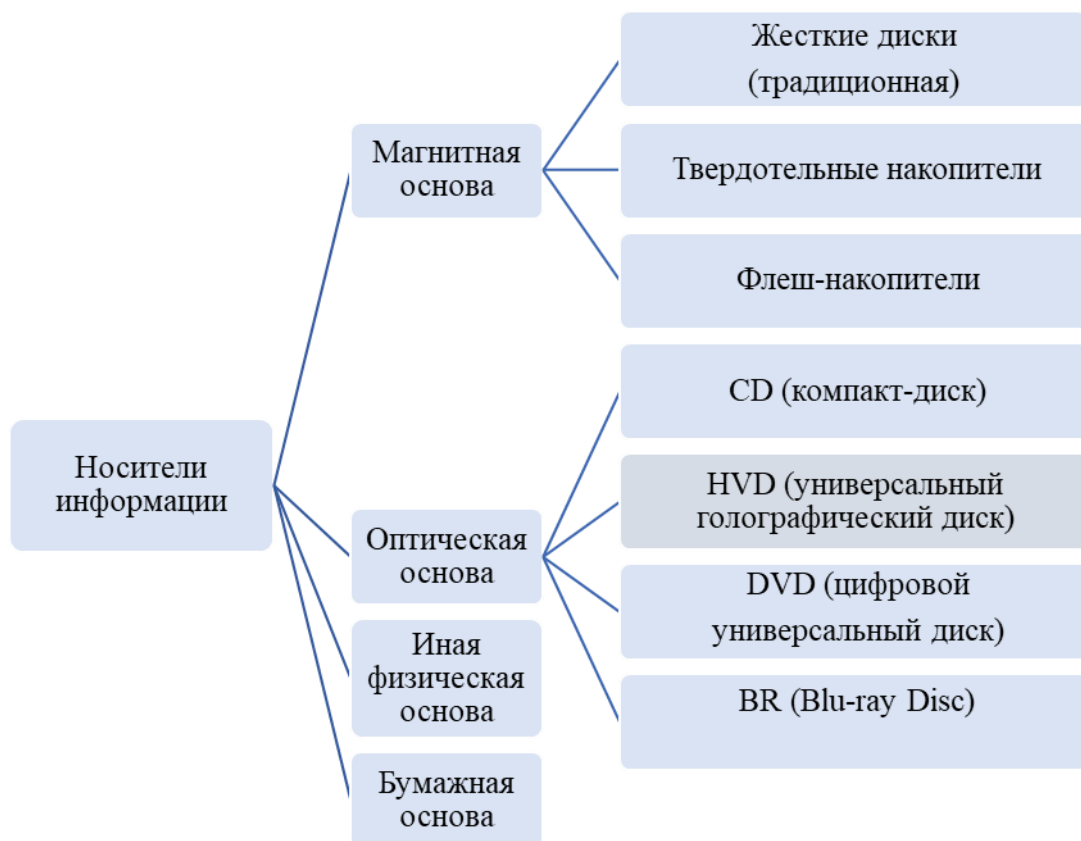 Жесткие диски
(традиционная)
Магнитная
основа
Твердотельные накопители
Флеш-накопители
CD (компакт-диск)
Носители
информации
HVD (универсальный
голографический диск)
Оптическая
основа
DVD (цифровой
универсальный диск)
Иная
физическая
основа
BR (Blu-ray Disc)
Бумажная
основа